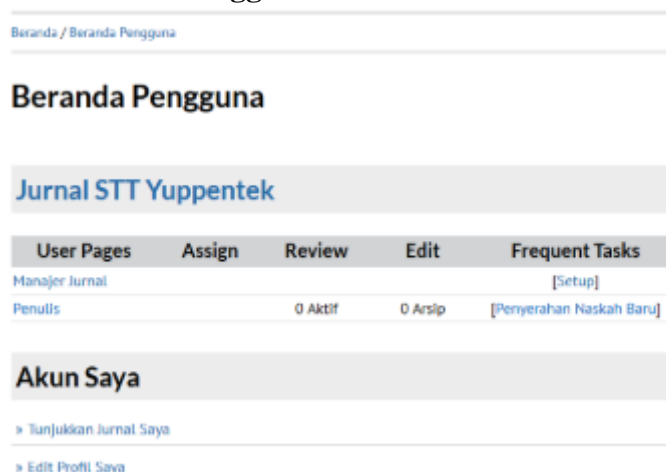 Beranda / Beranda Pengguna
Beranda Pengguna
Jurnal STT Yuppentek
User Pages Assign Review Edit Frequent Tasks
Manajer Jurnal [Setup]
Penulis 0 Aktif 0 Arsip [Penyerahan Naskah Baru]
Akun Saya
» Tunjukkan Jurnal Saya
» Edit Profil Saya